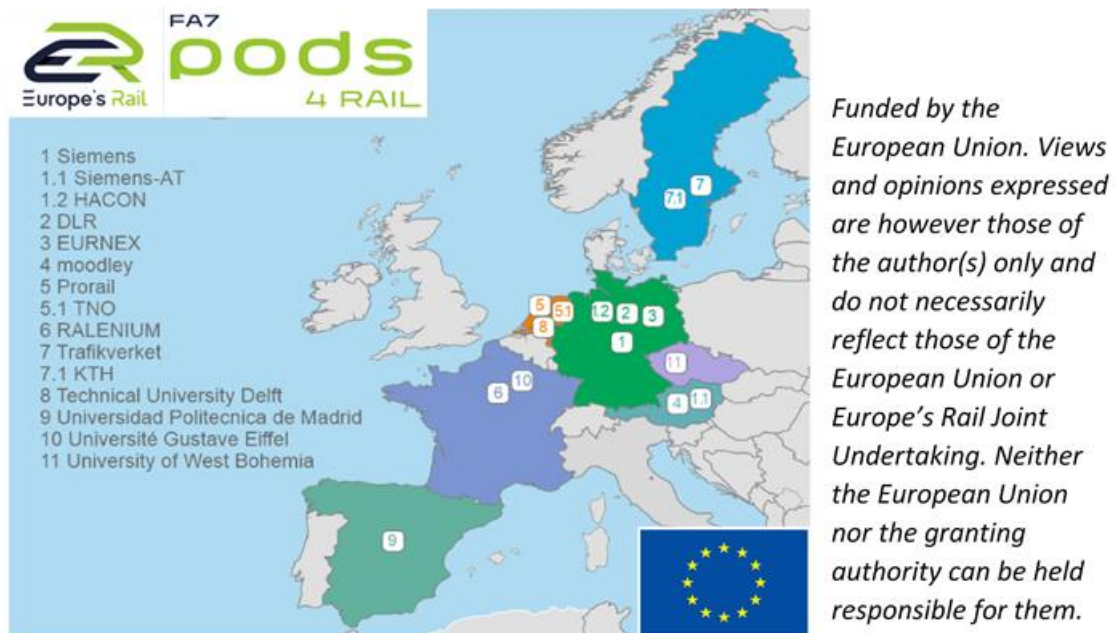 FA7
pods
4 RAIL
Europe's Rail
1 Siemens
1.1 Siemens-AT
1.2 HACON
2 DLR
3 EURNEX
4 moodley
5 Prorail
5.1 TNO
6 RALENIUM
7 Trafikverket
7.1 KTH
8 Technical University Delft
9 Universidad Politecnica de Madrid
10 Université Gustave Eiffel
11 University of West Bohemia
7.1
7
5
5.1
8
1.2
2
3
1
11
4
1.1
6
10
9
Funded by the
European Union. Views
and opinions expressed
are however those of
the author(s) only and
do not necessarily
reflect those of the
European Union or
Europe's Rail Joint
Undertaking. Neither
the European Union
nor the granting
authority can be held
responsible for them.